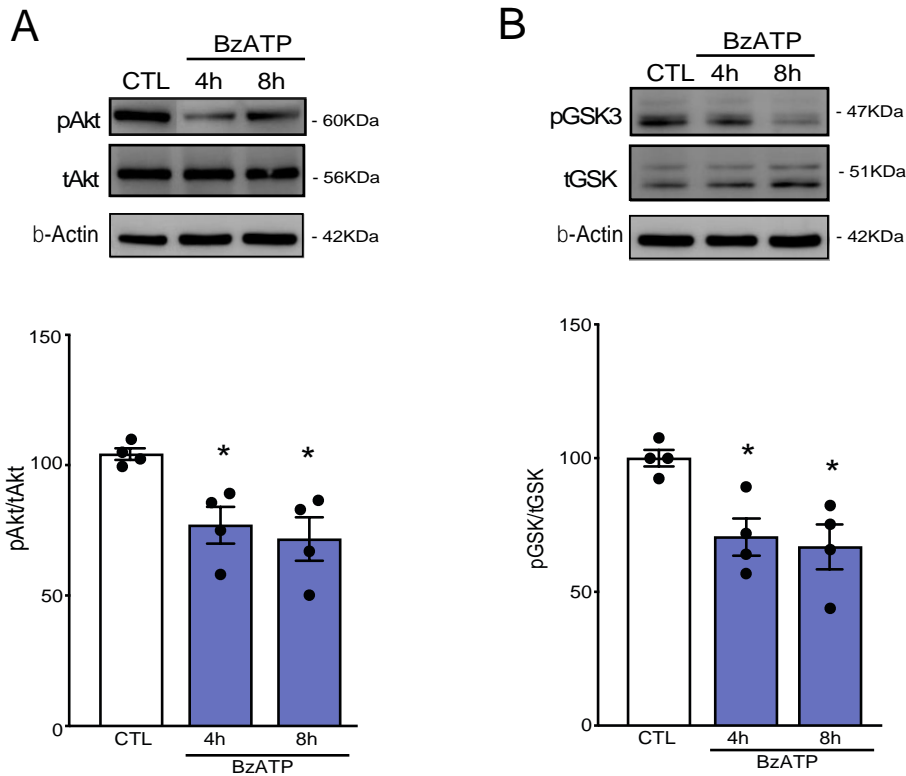 A
BzATP
CTL 4h 8h
pAkt - 60KDa
tAkt - 56KDa
b-Actin - 42KDa
150
100
50
0
pAkt/tAkt
* *
CTL 4h 8h
BzATP
B
BzATP
CTL 4h 8h
pGSK3 - 47KDa
tGSK - 51KDa
b-Actin - 42KDa
150
100
50
0
pGSK/tGSK
* *
CTL 4h 8h
BzATP